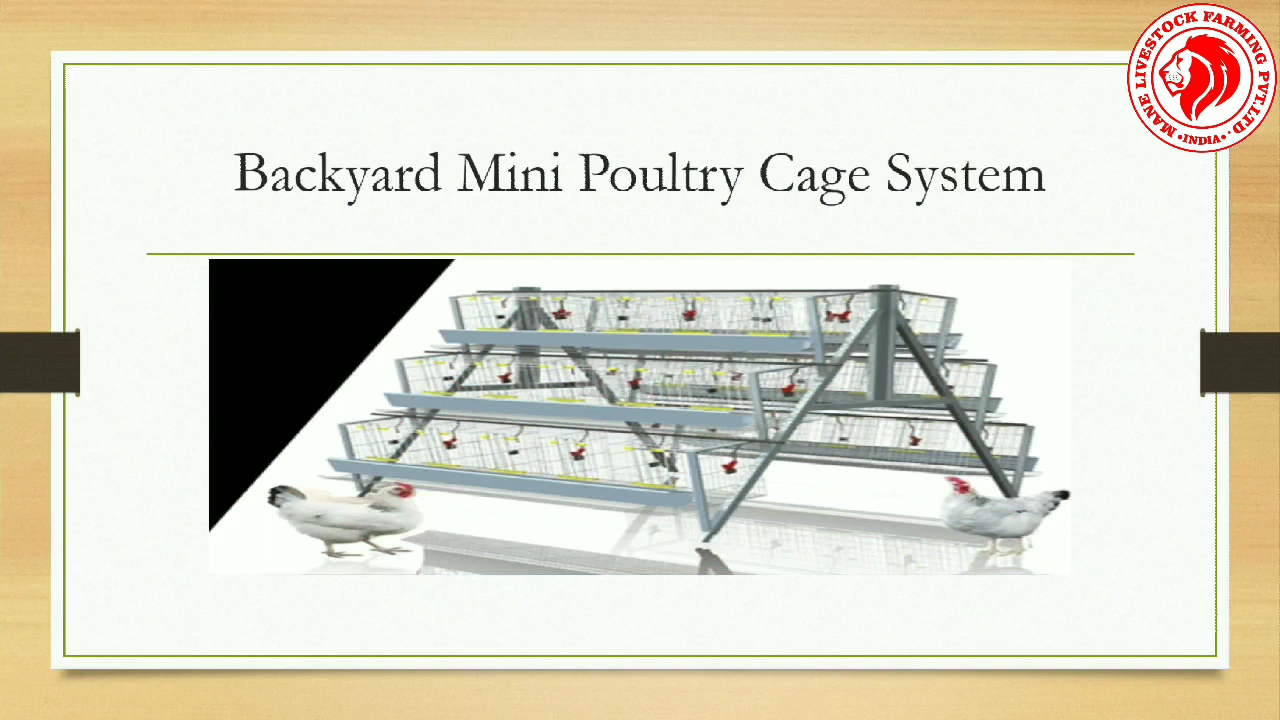 MANE LIVESTOCK FARMING PVT.LTD
•INDIA•
Backyard Mini Poultry Cage System